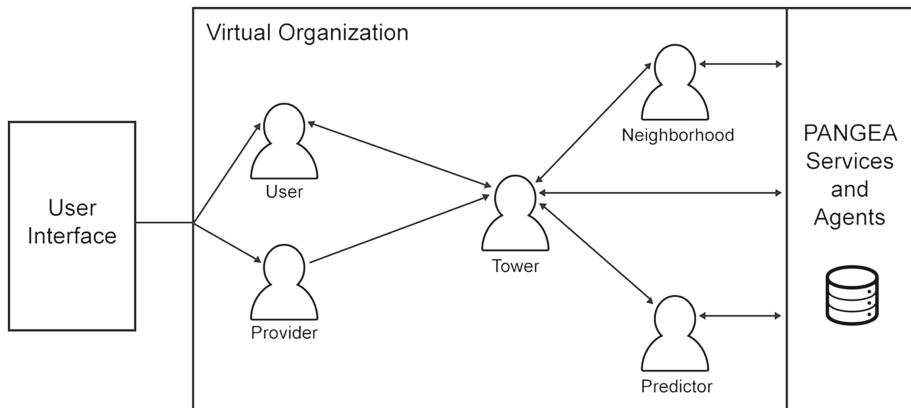 Virtual Organization
User
Interface
User
Provider
Tower
Neighborhood
Predictor
PANGEA
Services
and
Agents